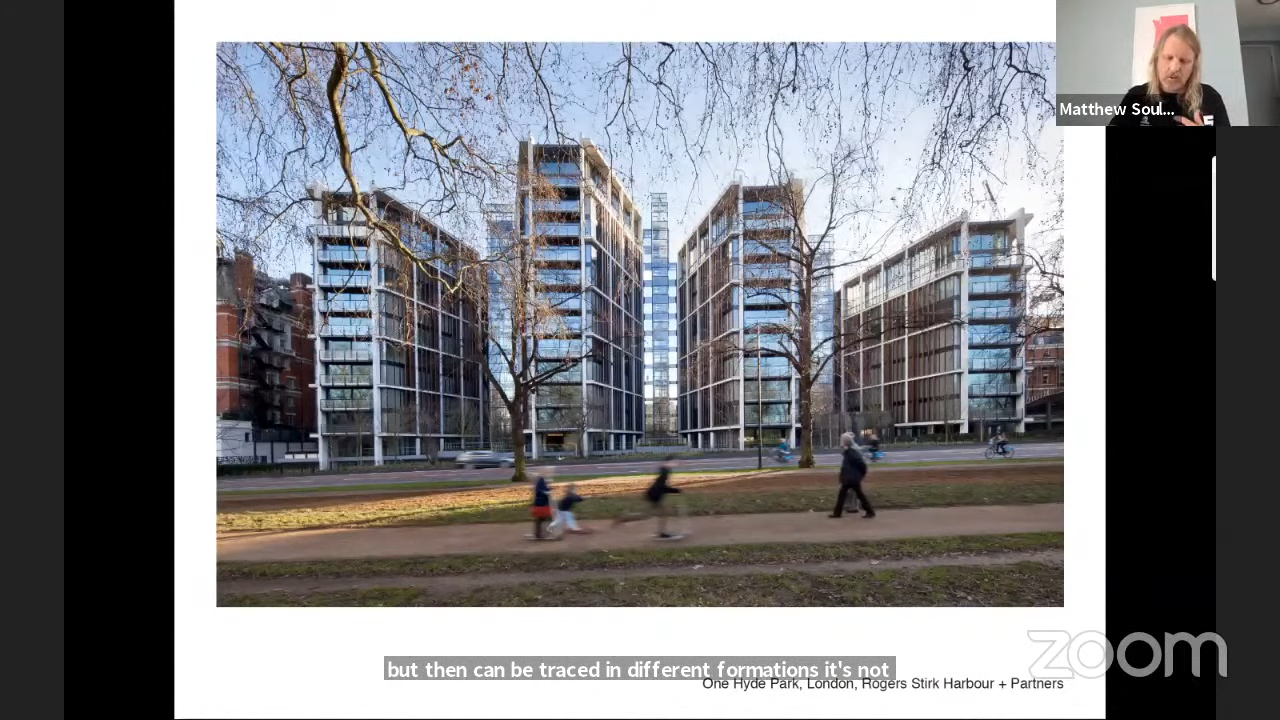 Matthew Soul...
but then can be traced in different formations it's not
One Hyde Park, London, Rogers Stirk Harbour + Partners
zoom